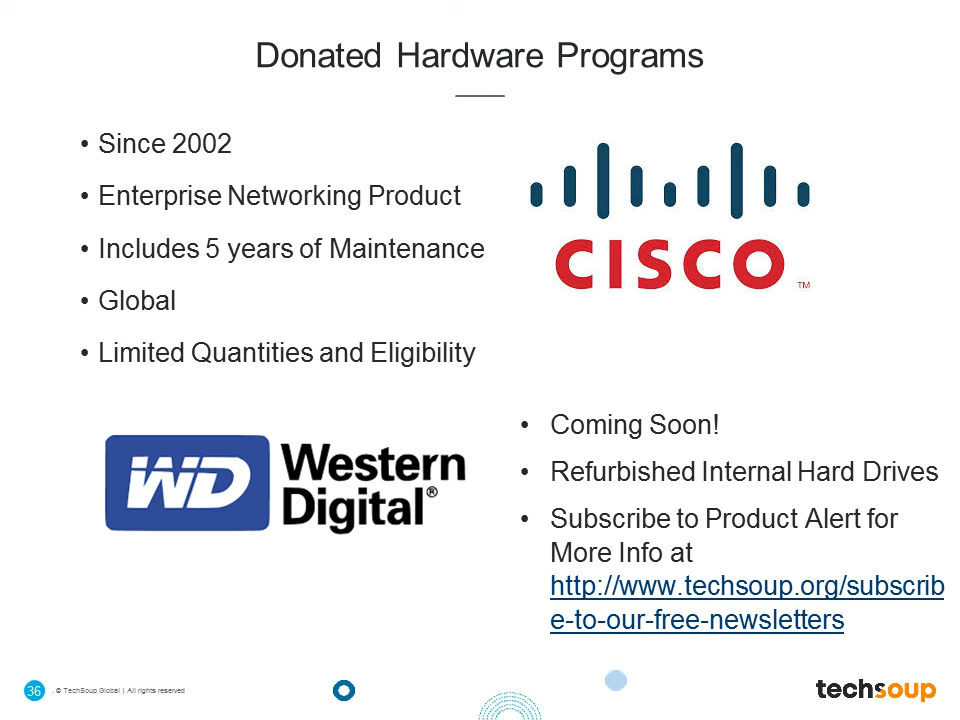 Donated Hardware Programs
• Since 2002
• Enterprise Networking Product
• Includes 5 years of Maintenance
• Global
• Limited Quantities and Eligibility
CISCO ™
WD Western
Digital®
• Coming Soon!
• Refurbished Internal Hard Drives
• Subscribe to Product Alert for
More Info at
http://www.techsoup.org/subscrib
e-to-our-free-newsletters
36 . © TechSoup Global | All rights reserved
techsoup